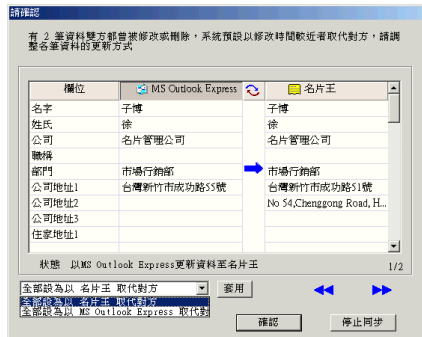 請確認
有 2 筆資料雙方都曾被修改或刪除，系統預設以修改時間較近者取代對方，請調
整各筆資料的更新方式
欄位 MS Outlook Express 名片王
名字 子博 子博
姓氏 徐 徐
公司 名片管理公司 名片管理公司
職稱
部門 市場行銷部 市場行銷部
公司地址1 台灣新竹市成功路55號 台灣新竹市成功路51號
公司地址2 No 54,Chenggong Road, H...
公司地址3
住家地址1
狀態 以MS Outlook Express更新資料至名片王 1/2
全部設為以 名片王 取代對方 套用
全部設為以 名片王 取代對方
全部設為以 MS Outlook Express 取代對
確認 停止同步